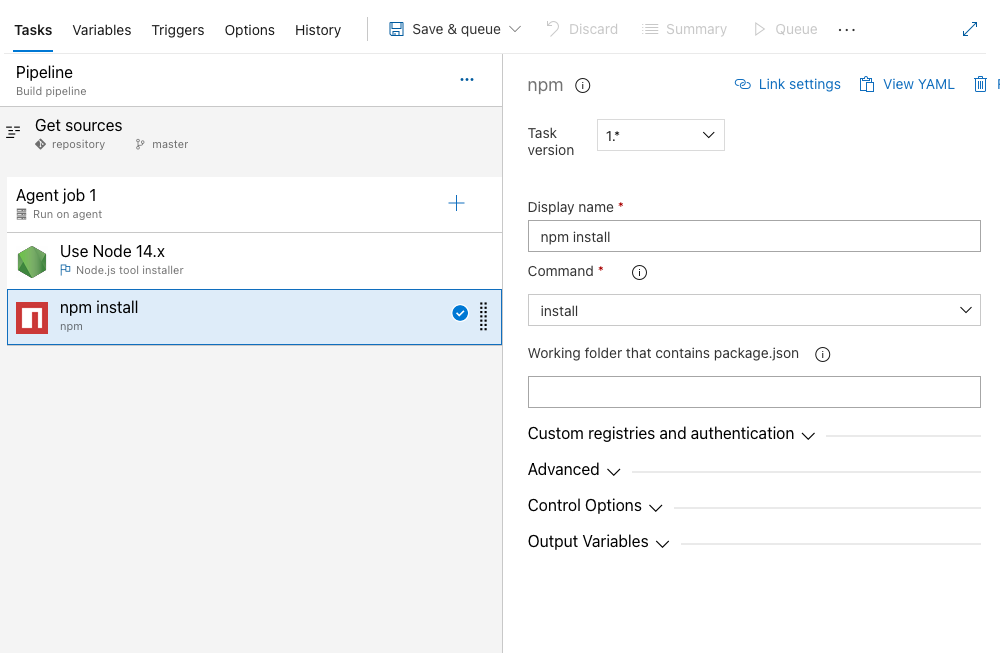 Tasks Variables Triggers Options History Save & queue Discard Summary Queue ...
Pipeline
Build pipeline
...
Get sources
repository master
Agent job 1
Run on agent
Use Node 14.x
Node.js tool installer
npm install
npm
npm Link settings View YAML
Task
version
1.*
Display name *
npm install
Command *
install
Working folder that contains package.json
Custom registries and authentication
Advanced
Control Options
Output Variables